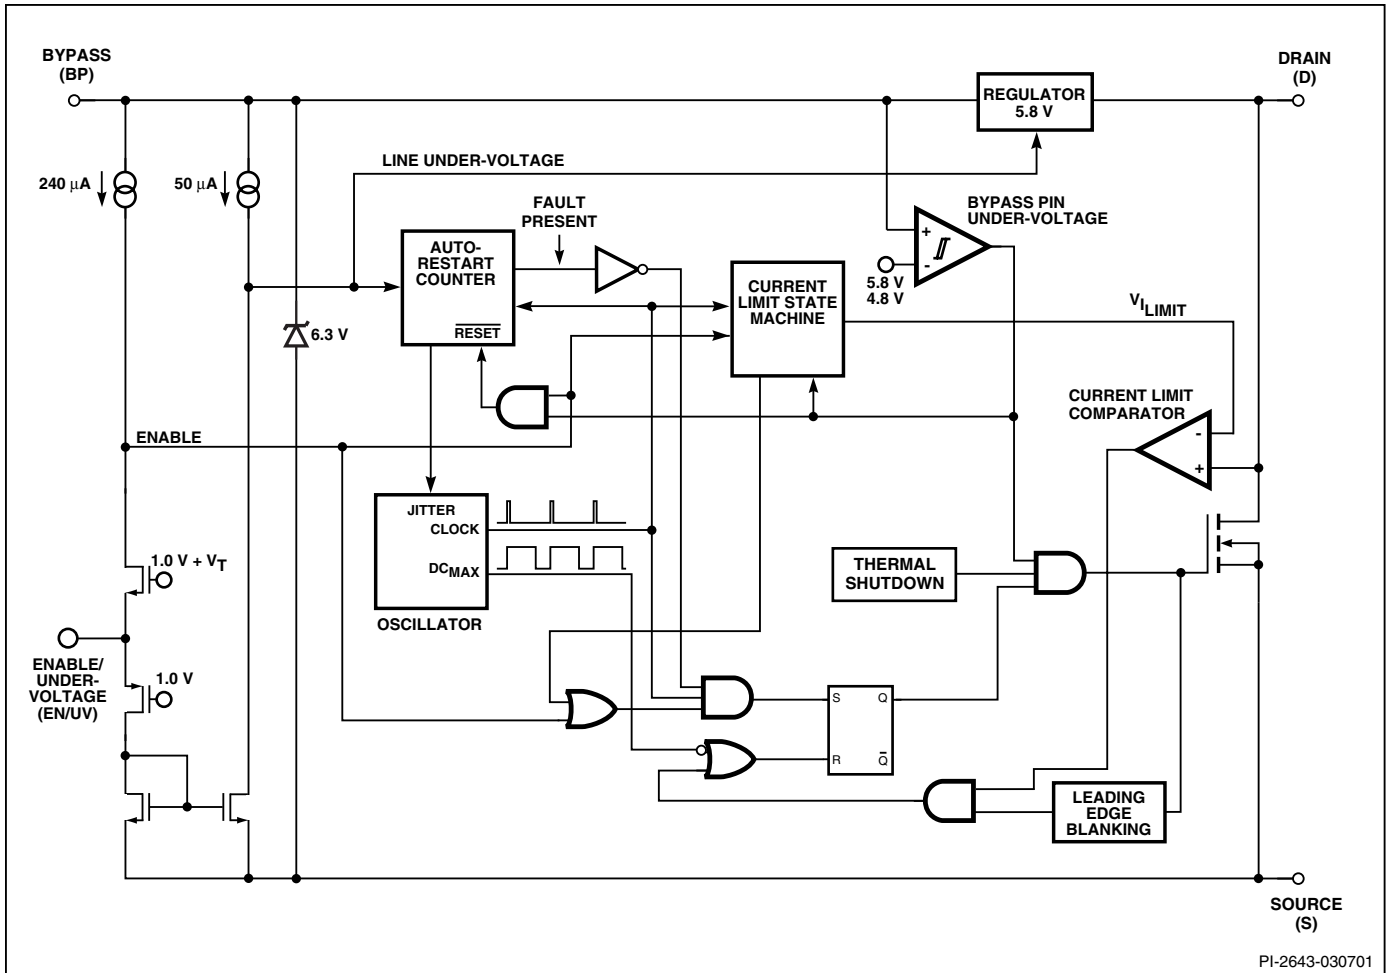 BYPASS
(BP)
DRAIN
(D)
REGULATOR
5.8 V
LINE UNDER-VOLTAGE
240 µA
50 µA
FAULT
PRESENT
BYPASS PIN
UNDER-VOLTAGE
+
-
5.8 V
4.8 V
AUTO-
RESTART
COUNTER
RESET
CURRENT
LIMIT STATE
MACHINE
VILIMIT
6.3 V
CURRENT LIMIT
COMPARATOR
-
+
ENABLE
JITTER
CLOCK
DCMAX
OSCILLATOR
1.0 V + VT
THERMAL
SHUTDOWN
ENABLE/
UNDER-
VOLTAGE
(EN/UV)
1.0 V
S
Q
R
Q̅
LEADING
EDGE
BLANKING
SOURCE
(S)
PI-2643-030701